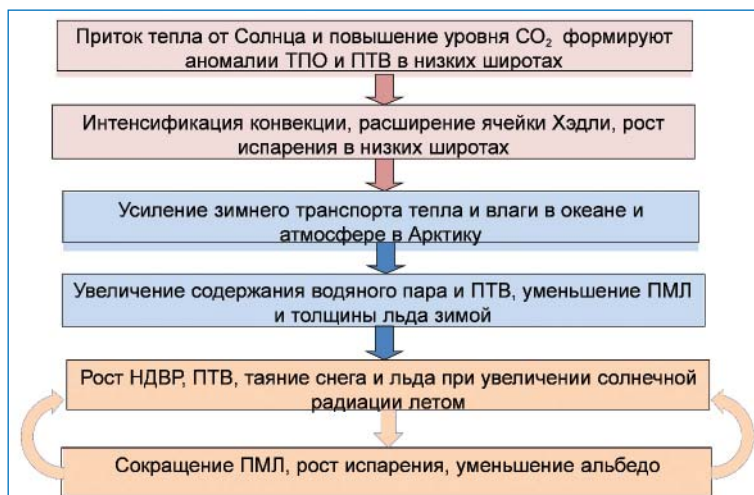 Приток тепла от Солнца и повышение уровня CO₂ формируют
аномалии ТПО и ПТВ в низких широтах
Интенсификация конвекции, расширение ячейки Хэдли, рост
испарения в низких широтах
Усиление зимнего транспорта тепла и влаги в океане и
атмосфере в Арктику
Увеличение содержания водяного пара и ПТВ, уменьшение ПМЛ
и толщины льда зимой
Рост НДВР, ПТВ, таяние снега и льда при увеличении солнечной
радиации летом
Сокращение ПМЛ, рост испарения, уменьшение альбедо